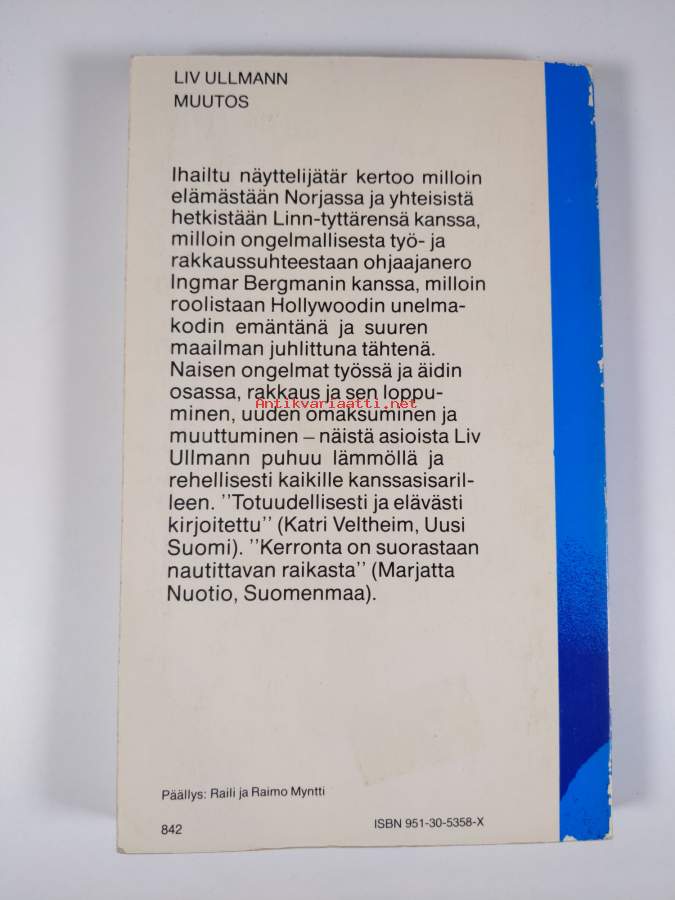 LIV ULLMANN
MUUTOS
Ihailtu näyttelijätär kertoo milloin
elämästään Norjassa ja yhteisistä
hetkistään Linn-tyttärensä kanssa,
milloin ongelmallisesta työ- ja
rakkaussuhteestaan ohjaajanero
Ingmar Bergmanin kanssa, milloin
roolistaan Hollywoodin unelma-
kodin emäntänä ja suuren
maailman juhlittuna tähtenä.
Naisen ongelmat työssä ja äidin
osassa, rakkaus ja sen loppu-
Antikvariaatti.net
minen, uuden omaksuminen ja
muuttuminen – näistä asioista Liv
Ullmann puhuu lämmöllä ja
rehellisesti kaikille kanssasisaril-
leen. ''Totuudellisesti ja elävästi
kirjoitettu'' (Katri Veltheim, Uusi
Suomi). ''Kerronta on suorastaan
nautittavan raikasta'' (Marjatta
Nuotio, Suomenmaa).
Päällys: Raili ja Raimo Myntti
842 ISBN 951-30-5358-X